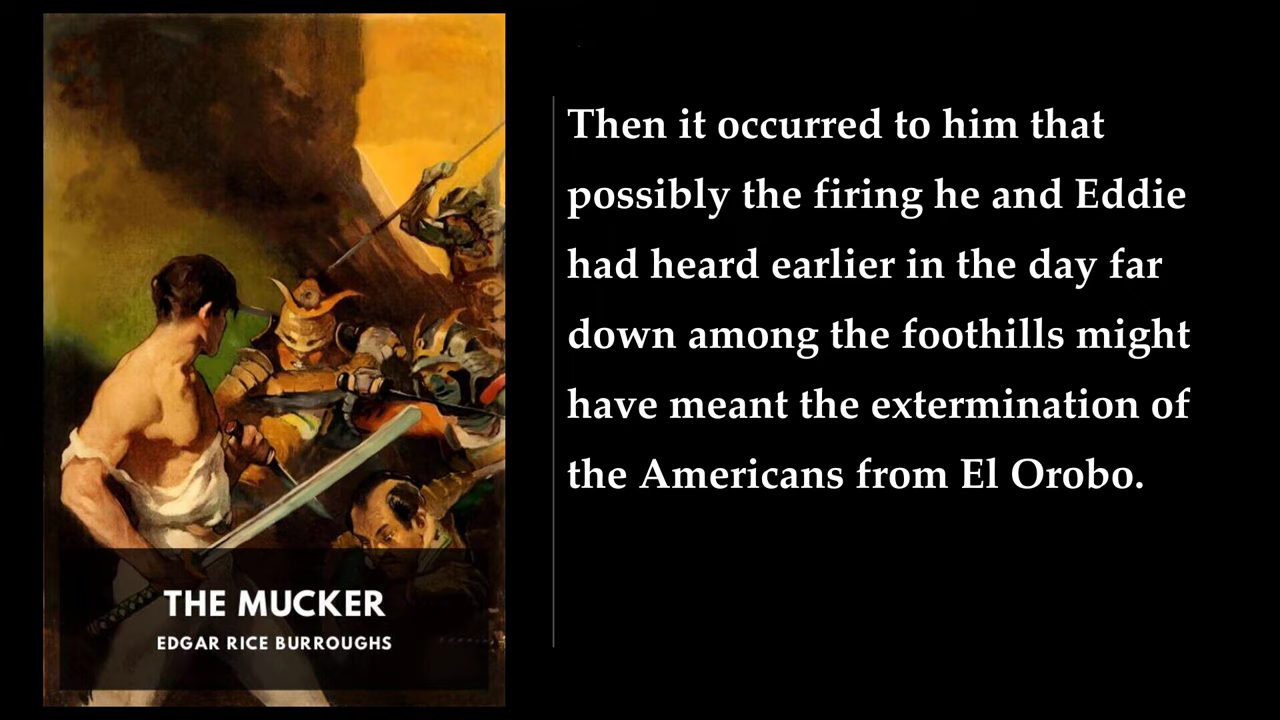 Then it occurred to him that
possibly the firing he and Eddie
had heard earlier in the day far
down among the foothills might
have meant the extermination of
the Americans from El Orobo.
THE MUCKER
EDGAR RICE BURROUGHS